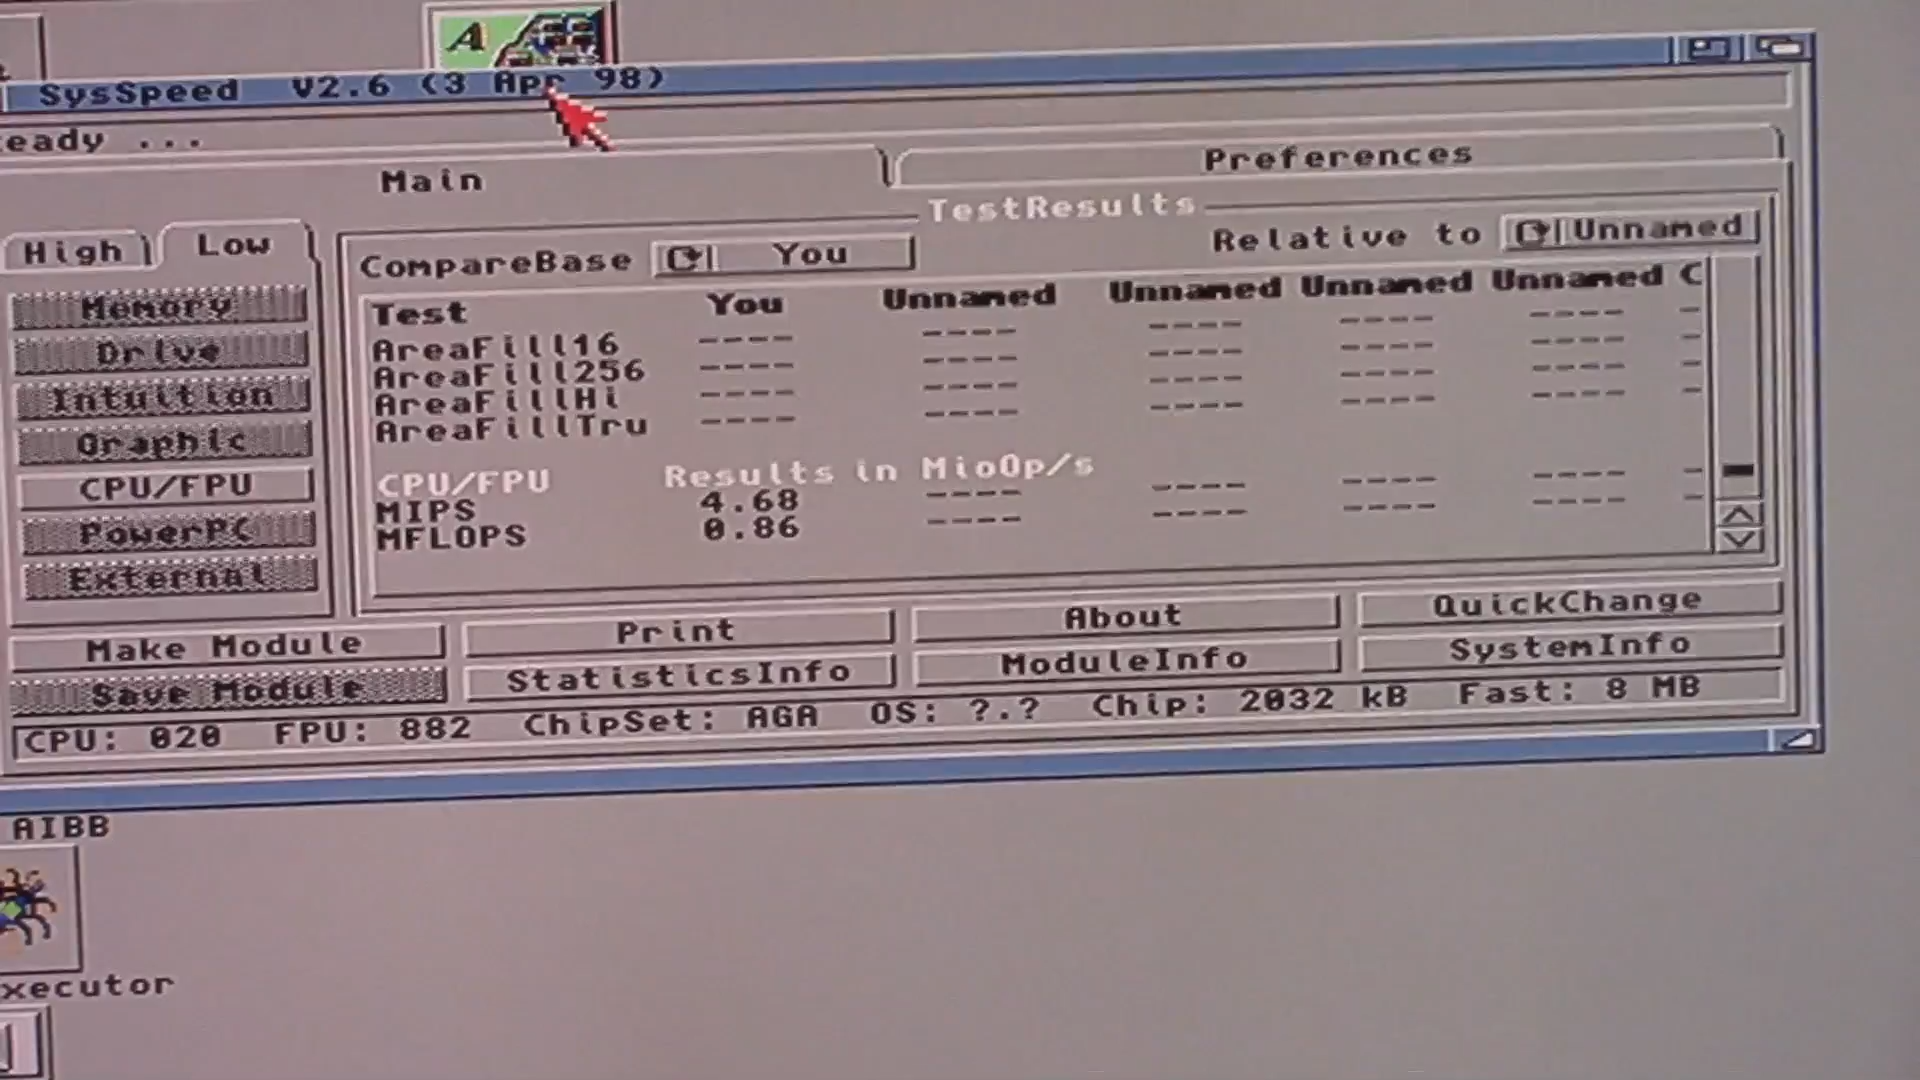 A
SysSpeed V2.6 (3 Apr 98)
eady ...
Main
Preferences
High
Low
TestResults
CompareBase You
Relative to Unnamed
Memory
Drive
Intuition
Graphic
CPU/FPU
PowerPC
External
Test You Unnamed Unnamed Unnamed Unnamed C
AreaFill16 ---- ---- ---- ---- ---- -
AreaFill256 ---- ---- ---- ---- ---- -
AreaFillHi ---- ---- ---- ---- ---- -
AreaFillTru ---- ---- ---- ---- ---- -
CPU/FPU Results in MioOp/s
MIPS 4.68 ---- ---- ---- ---- -
MFLOPS 0.86 ---- ---- ---- ---- -
Make Module Print About QuickChange
Save Module StatisticsInfo ModuleInfo SystemInfo
CPU: 020 FPU: 882 ChipSet: AGA OS: ?.? Chip: 2032 kB Fast: 8 MB
AIBB
xecutor